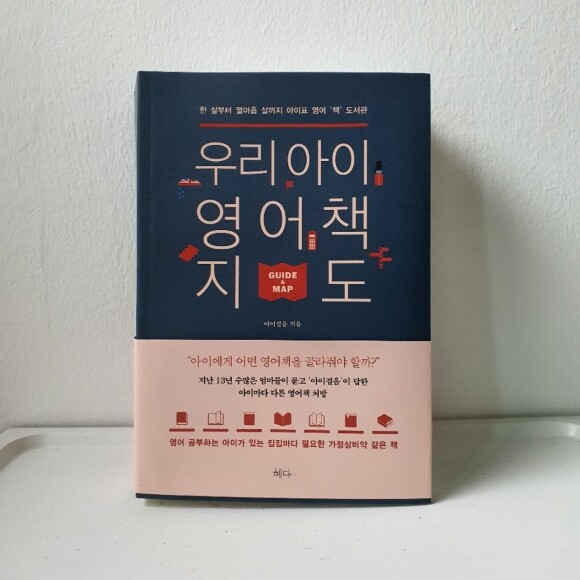 한 살부터 열아홉 살까지 아이표 영어 '책' 도서관
우리 아이
영어책
지도
GUIDE
&
MAP
아이걸음 지음
"아이에게 어떤 영어책을 골라줘야 할까?"
지난 13년 수많은 엄마들이 묻고 '아이걸음'이 답한
아이마다 다른 영어책 처방
영어 공부하는 아이가 있는 집집마다 필요한 가정상비약 같은 책
혜다